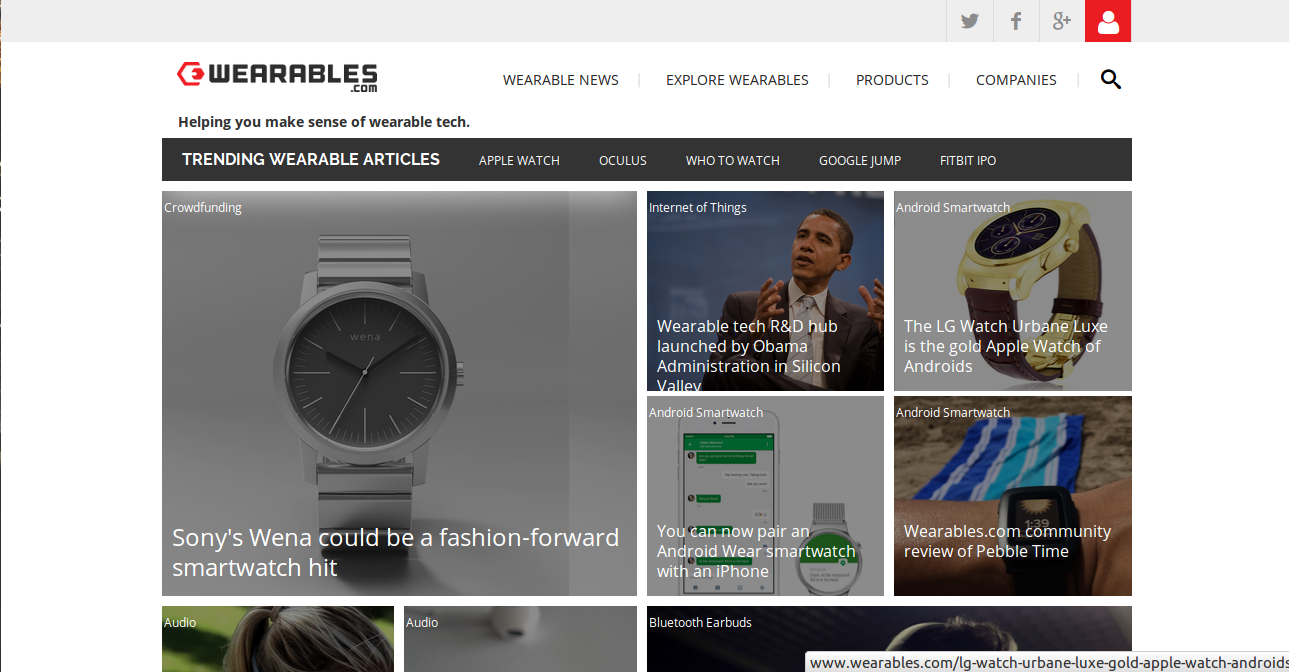 WEARABLES
.COM
WEARABLE NEWS
EXPLORE WEARABLES
PRODUCTS
COMPANIES
Helping you make sense of wearable tech.
TRENDING WEARABLE ARTICLES
APPLE WATCH
OCULUS
WHO TO WATCH
GOOGLE JUMP
FITBIT IPO
Crowdfunding
wena
Sony's Wena could be a fashion-forward
smartwatch hit
Internet of Things
Wearable tech R&D hub
launched by Obama
Administration in Silicon
Valley
Android Smartwatch
The LG Watch Urbane Luxe
is the gold Apple Watch of
Androids
Android Smartwatch
You can now pair an
Android Wear smartwatch
with an iPhone
Android Smartwatch
1:39
Wearables.com community
review of Pebble Time
Audio
Audio
Bluetooth Earbuds
www.wearables.com/lg-watch-urbane-luxe-gold-apple-watch-androids